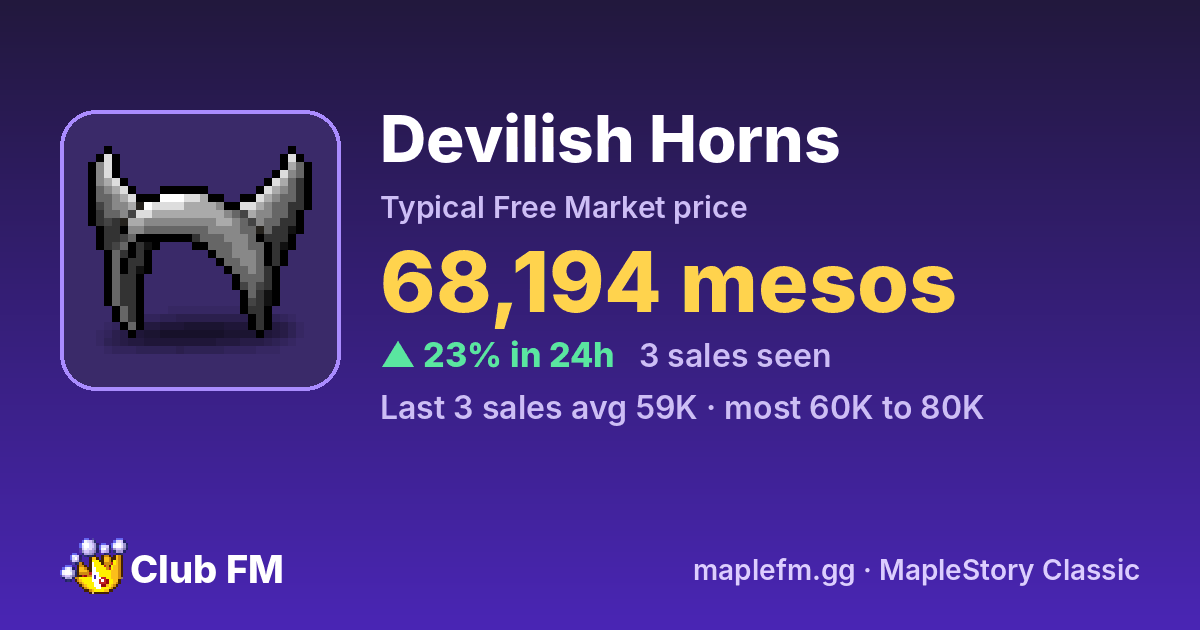 Devilish Horns
Typical Free Market price
68,194 mesos
▲ 23% in 24h 3 sales seen
Last 3 sales avg 59K · most 60K to 80K
Club FM
maplefm.gg · MapleStory Classic